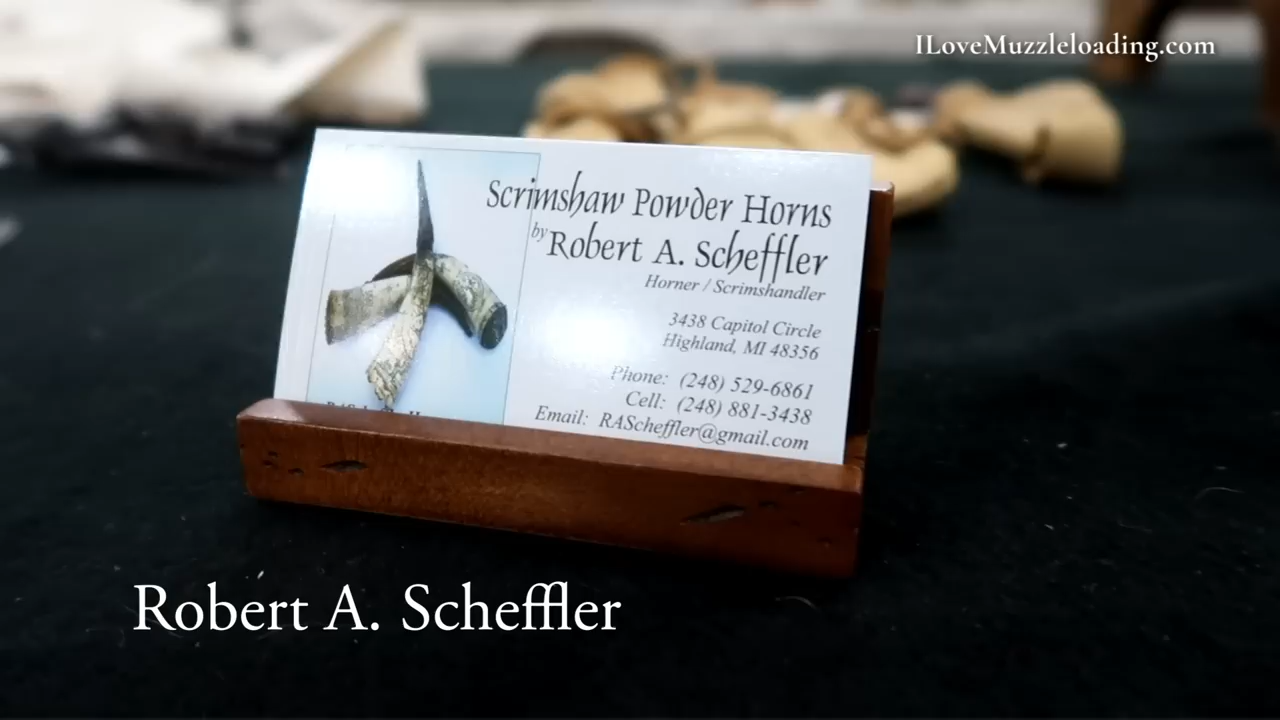 ILoveMuzzleloading.com
Scrimshaw Powder Horns
by Robert A. Scheffler
Horner / Scrimshandler
3438 Capitol Circle
Highland, MI 48356
Phone: (248) 529-6861
Cell: (248) 881-3438
Email: RAScheffler@gmail.com
Robert A. Scheffler